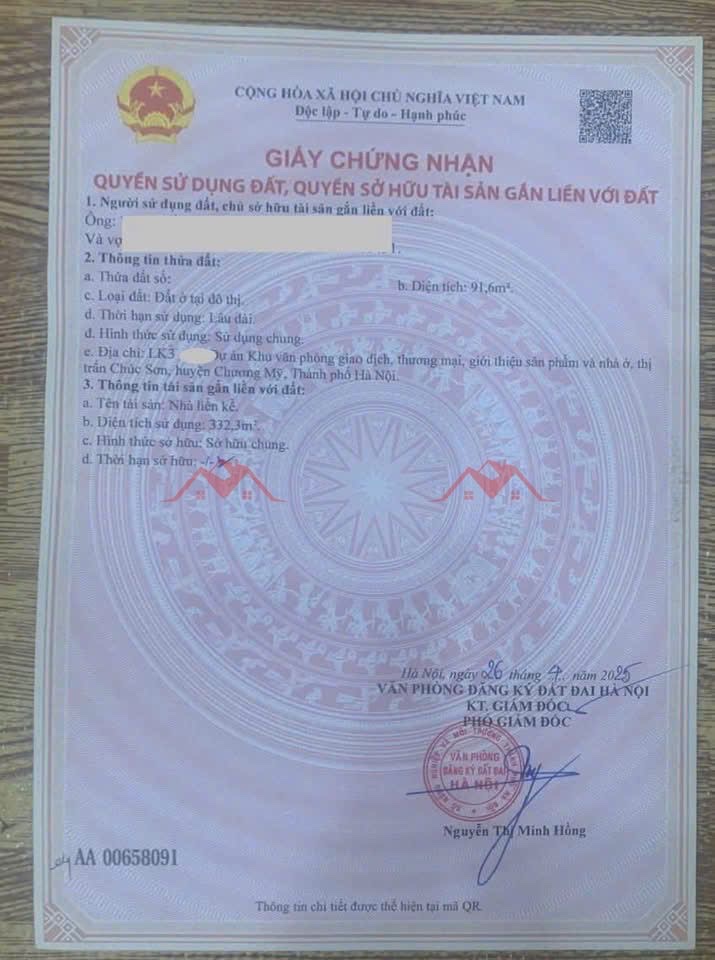 CỘNG HÒA XÃ HỘI CHỦ NGHĨA VIỆT NAM
Độc lập - Tự do - Hạnh phúc
GIẤY CHỨNG NHẬN
QUYỀN SỬ DỤNG ĐẤT, QUYỀN SỞ HỮU TÀI SẢN GẮN LIỀN VỚI ĐẤT
1. Người sử dụng đất, chủ sở hữu tài sản gắn liền với đất:
Ông:
Và vợ
1.
2. Thông tin thửa đất:
a. Thửa đất số:
b. Diện tích: 91,6m².
c. Loại đất: Đất ở tại đô thị.
d. Thời hạn sử dụng: Lâu dài.
đ. Hình thức sử dụng: Sử dụng chung.
e. Địa chỉ: LK3 Dự án Khu văn phòng giao dịch, thương mại, giới thiệu sản phẩm và nhà ở, thị
trấn Chúc Sơn, huyện Chương Mỹ, Thành phố Hà Nội.
3. Thông tin tài sản gắn liền với đất:
a. Tên tài sản: Nhà liền kề.
b. Diện tích sử dụng: 332,3m².
c. Hình thức sở hữu: Sở hữu chung.
d. Thời hạn sở hữu: -/-
Hà Nội, ngày 26 tháng 4 năm 2025
VĂN PHÒNG ĐĂNG KÝ ĐẤT ĐAI HÀ NỘI
KT. GIÁM ĐỐC
PHÓ GIÁM ĐỐC
VĂN PHÒNG
ĐĂNG KÝ ĐẤT ĐAI
HÀ NỘI
Nguyễn Thị Minh Hồng
AA 00658091
Thông tin chi tiết được thể hiện tại mã QR.